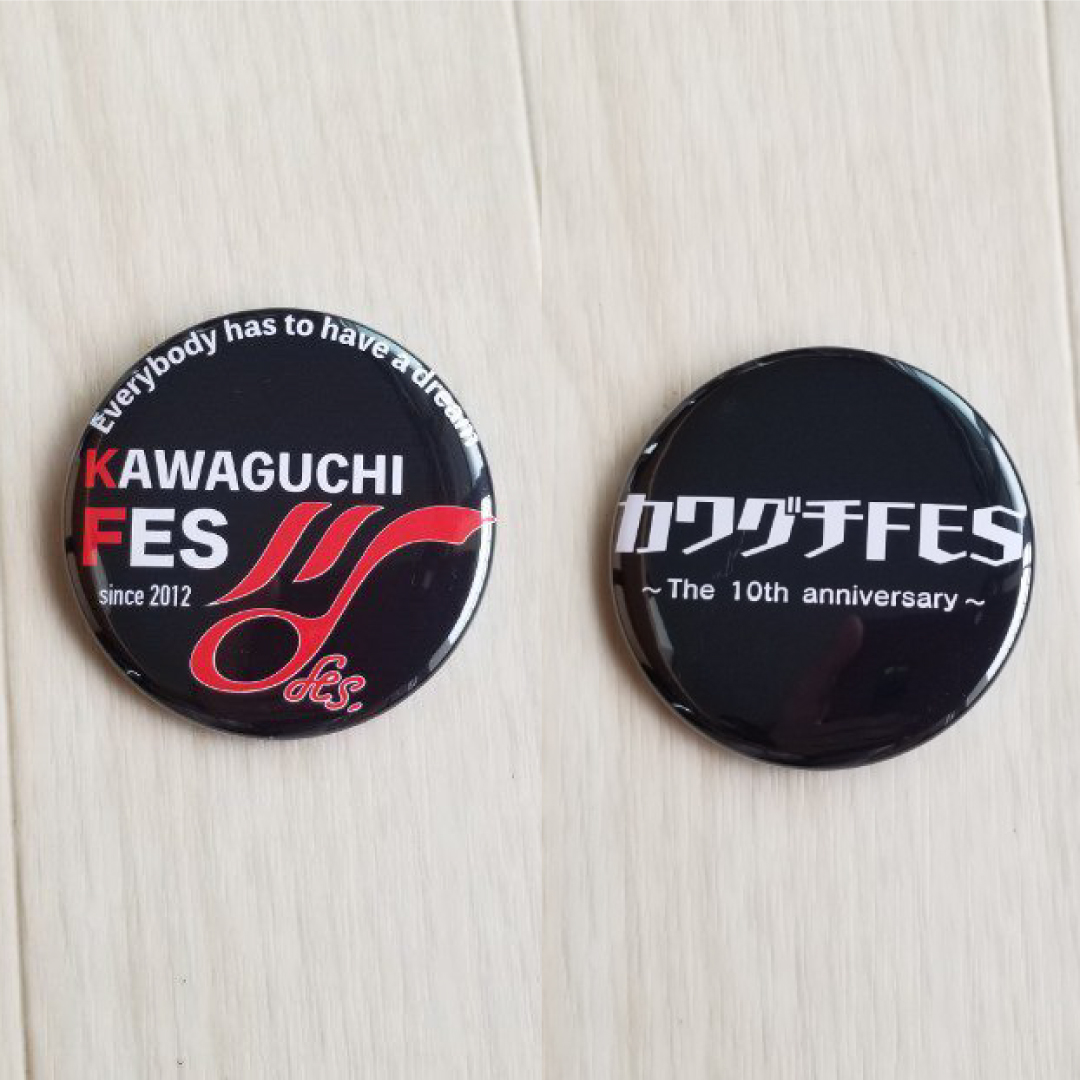 Everybody has to have a dream
KAWAGUCHI
FES
since 2012
fes.
カワグチFES
~The 10th anniversary~